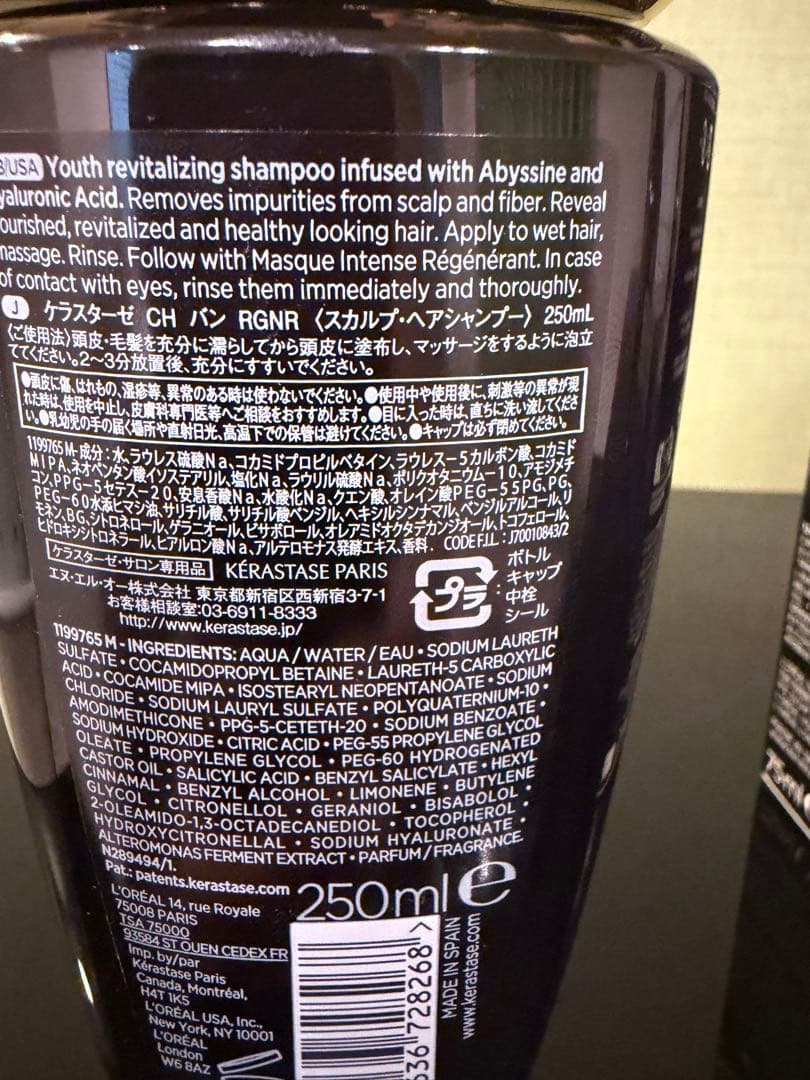 B/USA Youth revitalizing shampoo infused with Abyssine and
yaluronic Acid. Removes impurities from scalp and fiber. Reveal
ourished, revitalized and healthy looking hair. Apply to wet hair,
massage. Rinse. Follow with Masque Intense Régénérant. In case
of contact with eyes, rinse them immediately and thoroughly.
J ケラスターゼ CH バン RGNR 〈スカルプ・ヘアシャンプー〉 250mL
〈ご使用法〉頭皮・毛髪を充分に濡らしてから頭皮に塗布し、マッサージをするように泡立
ててください。2〜3分放置後、充分にすすいでください。
●頭皮に傷、はれもの、湿疹等、異常のある時は使わないでください。●使用中や使用後に、刺激等の異常が現
れた時は、使用を中止し、皮膚科専門医等へご相談をおすすめします。●目に入った時は、直ちに洗い流してくださ
い。●乳幼児の手の届く場所や直射日光、高温下での保管は避けてください。●キャップは必ず閉めてください。
1199765 M - 成分：水、ラウレス硫酸Na、コカミドプロピルベタイン、ラウレス－5カルボン酸、コカミド
MIPA、ネオペンタン酸イソステアリル、塩化Na、ラウリル硫酸Na、ポリクオタニウム－10、アモジメチ
コン、PPG－5セテス－20、安息香酸Na、水酸化Na、クエン酸、オレイン酸PEG－55PG、PG、
PEG－60水添ヒマシ油、サリチル酸、サリチル酸ベンジル、ヘキシルシンナマル、ベンジルアルコール、リ
モネン、BG、シトロネロール、ゲラニオール、ビサボロール、オレアミドオクタデカンジオール、トコフェロール、
ヒドロキシシトロネラール、ヒアルロン酸Na、アルテロモナス発酵エキス、香料. CODE F.I.L. : J70010843/2
ケラスターゼ・サロン専用品 KÉRASTASE PARIS
エヌ・エル・オー株式会社 東京都新宿区西新宿3-7-1
お客様相談室:03-6911-8333
http://www.kerastase.jp/
プラ : ボトル
キャップ
中栓
シール
1199765 M - INGREDIENTS: AQUA / WATER / EAU • SODIUM LAURETH
SULFATE • COCAMIDOPROPYL BETAINE • LAURETH-5 CARBOXYLIC
ACID • COCAMIDE MIPA • ISOSTEARYL NEOPENTANOATE • SODIUM
CHLORIDE • SODIUM LAURYL SULFATE • POLYQUATERNIUM-10 •
AMODIMETHICONE • PPG-5-CETETH-20 • SODIUM BENZOATE •
SODIUM HYDROXIDE • CITRIC ACID • PEG-55 PROPYLENE GLYCOL
OLEATE • PROPYLENE GLYCOL • PEG-60 HYDROGENATED
CASTOR OIL • SALICYLIC ACID • BENZYL SALICYLATE • HEXYL
CINNAMAL • BENZYL ALCOHOL • LIMONENE • BUTYLENE
GLYCOL • CITRONELLOL • GERANIOL • BISABOLOL •
2-OLEAMIDO-1,3-OCTADECANEDIOL • TOCOPHEROL •
HYDROXYCITRONELLAL • SODIUM HYALURONATE •
ALTEROMONAS FERMENT EXTRACT • PARFUM / FRAGRANCE.
N289494/1.
Pat.: patents.kerastase.com
250ml e
L'ORÉAL 14, rue Royale
75008 PARIS
TSA 75000
93584 ST OUEN CEDEX FR
Imp. by/par
Kérastase Paris
Canada, Montréal,
H4T 1K5
L'ORÉAL USA, Inc.,
New York, NY 10001
L'ORÉAL
London
W6 8AZ
636 728268 >
MADE IN SPAIN
www.kerastase.com
75ml